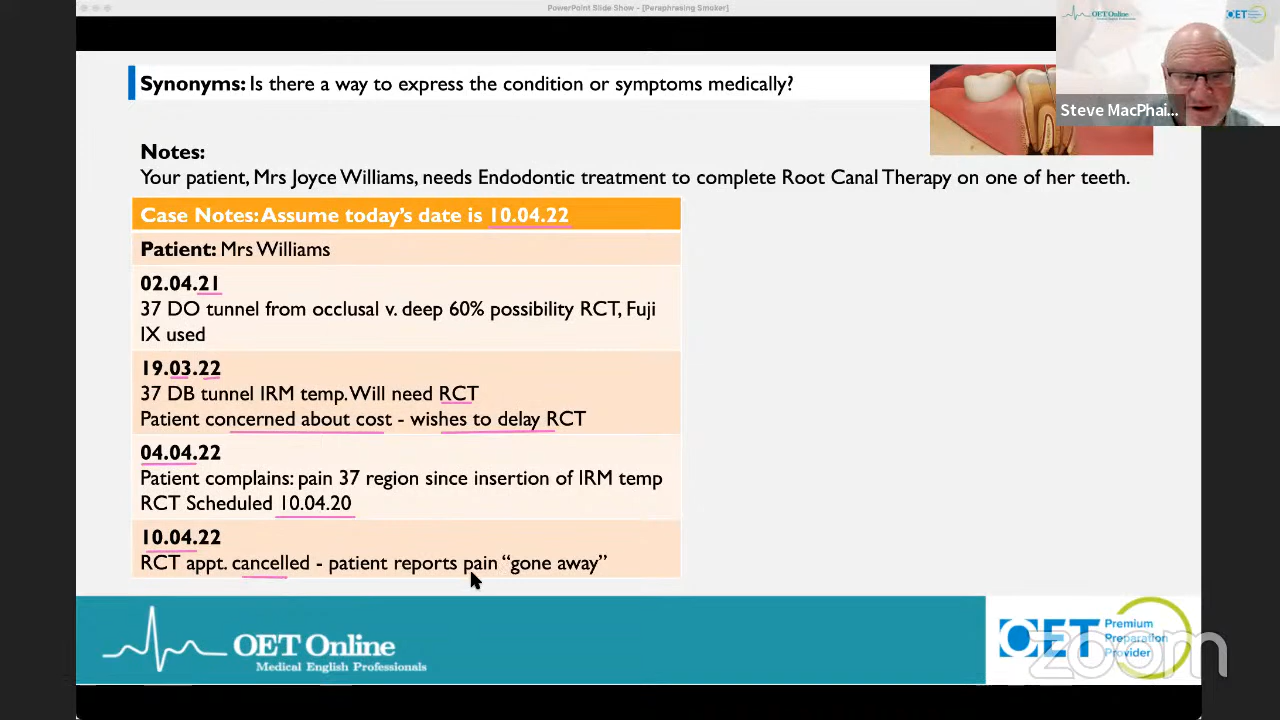 PowerPoint Slide Show - [Paraphresing Smoker]
OET Online
OET
Synonyms: Is there a way to express the condition or symptoms medically?
Steve MacPhai...
Notes:
Your patient, Mrs Joyce Williams, needs Endodontic treatment to complete Root Canal Therapy on one of her teeth.
Case Notes: Assume today's date is 10.04.22
Patient: Mrs Williams
02.04.21
37 DO tunnel from occlusal v. deep 60% possibility RCT, Fuji
IX used
19.03.22
37 DB tunnel IRM temp. Will need RCT
Patient concerned about cost - wishes to delay RCT
04.04.22
Patient complains: pain 37 region since insertion of IRM temp
RCT Scheduled 10.04.20
10.04.22
RCT appt. cancelled - patient reports pain “gone away”
OET Online
Medical English Professionals
OET
Premium
Preparation
Provider
zoom